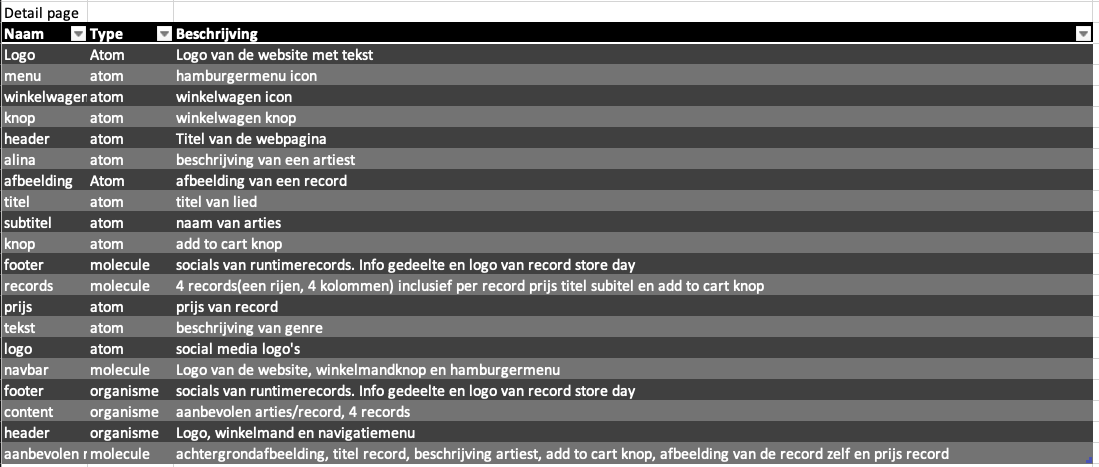 Detail page
Naam Type Beschrijving
Logo Atom Logo van de website met tekst
menu atom hamburgermenu icon
winkelwagen atom winkelwagen icon
knop atom winkelwagen knop
header atom Titel van de webpagina
alina atom beschrijving van een artiest
afbeelding Atom afbeelding van een record
titel atom titel van lied
subtitel atom naam van arties
knop atom add to cart knop
footer molecule socials van runtimerecords. Info gedeelte en logo van record store day
records molecule 4 records(een rijen, 4 kolommen) inclusief per record prijs titel subitel en add to cart knop
prijs atom prijs van record
tekst atom beschrijving van genre
logo atom social media logo's
navbar molecule Logo van de website, winkelmandknop en hamburgermenu
footer organisme socials van runtimerecords. Info gedeelte en logo van record store day
content organisme aanbevolen arties/record, 4 records
header organisme Logo, winkelmand en navigatiemenu
aanbevolen molecule achtergrondafbeelding, titel record, beschrijving artiest, add to cart knop, afbeelding van de record zelf en prijs record